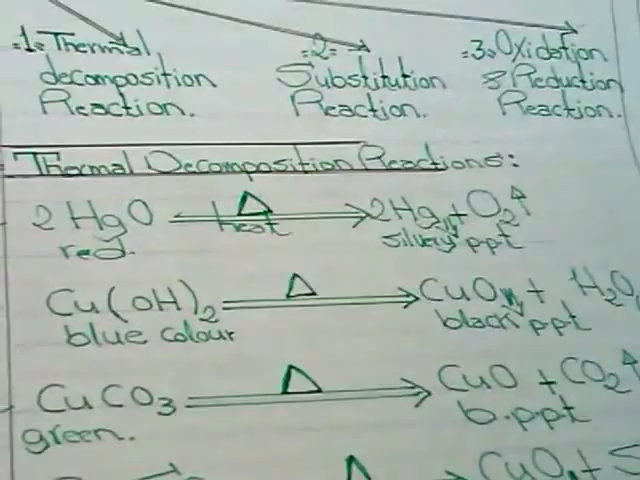 =1= Thermal =2= =3. Oxidation
decomposition Substitution & Reduction
Reaction. Reaction. Reaction.
Thermal Decomposition Reactions:
2HgO Δ 2Hg + O₂
red. heat silvery ppt
Cu(OH)₂ Δ CuO + H₂O
blue colour black ppt
CuCO₃ Δ CuO + CO₂
green. b.ppt
Δ CuO +